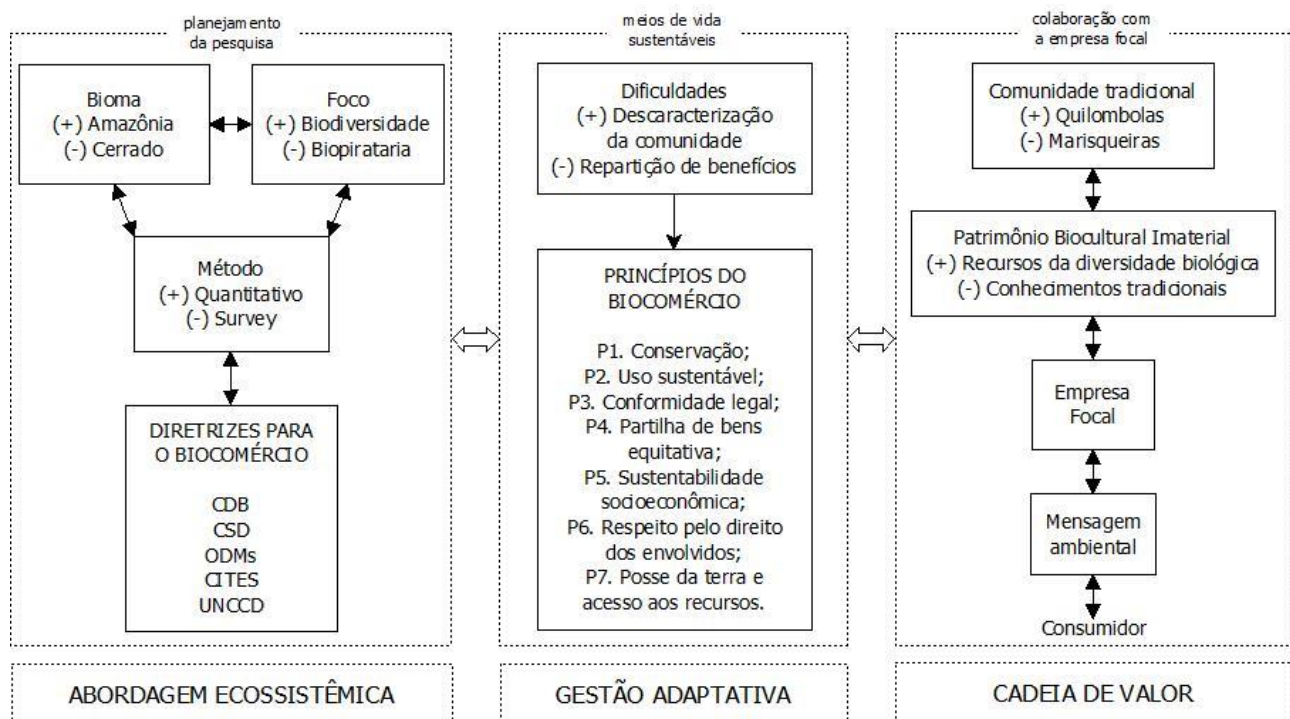 planejamento
da pesquisa
Bioma
(+) Amazônia
(-) Cerrado
Foco
(+) Biodiversidade
(-) Biopirataria
Método
(+) Quantitativo
(-) Survey
DIRETRIZES PARA
O BIOCOMÉRCIO
CDB
CSD
ODMs
CITES
UNCCD
ABORDAGEM ECOSSISTÊMICA
meios de vida
sustentáveis
Dificuldades
(+) Descaracterização
da comunidade
(-) Repartição de benefícios
PRINCÍPIOS DO
BIOCOMÉRCIO
P1. Conservação;
P2. Uso sustentável;
P3. Conformidade legal;
P4. Partilha de bens
equitativa;
P5. Sustentabilidade
socioeconômica;
P6. Respeito pelo direito
dos envolvidos;
P7. Posse da terra e
acesso aos recursos.
GESTÃO ADAPTATIVA
colaboração com
a empresa focal
Comunidade tradicional
(+) Quilombolas
(-) Marisqueiras
Patrimônio Biocultural Imaterial
(+) Recursos da diversidade biológica
(-) Conhecimentos tradicionais
Empresa
Focal
Mensagem
ambiental
Consumidor
CADEIA DE VALOR